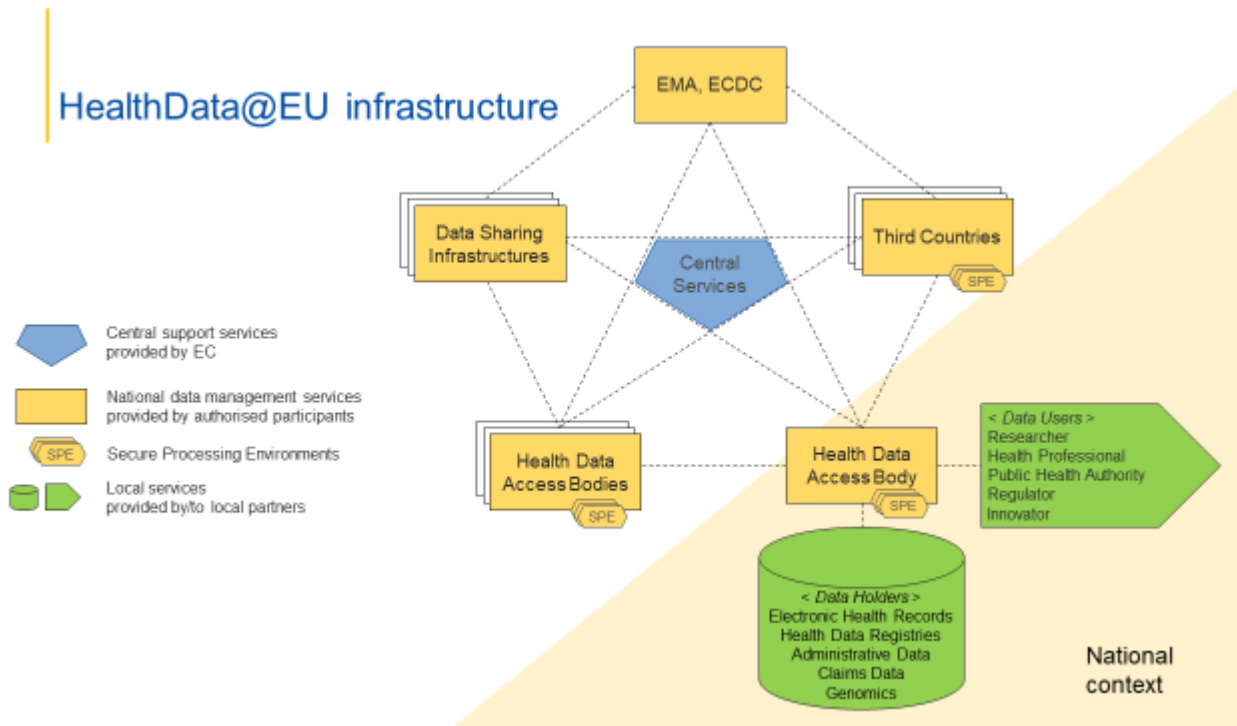 HealthData@EU infrastructure
EMA, ECDC
Data Sharing
Infrastructures
Third Countries
SPE
Central
Services
Central support services
provided by EC
National data management services
provided by authorised participants
SPE
Secure Processing Environments
Local services
provided by/to local partners
Health Data
Access Bodies
SPE
Health Data
Access Body
SPE
< Data Users >
Researcher
Health Professional
Public Health Authority
Regulator
Innovator
< Data Holders >
Electronic Health Records
Health Data Registries
Administrative Data
Claims Data
Genomics
National
context